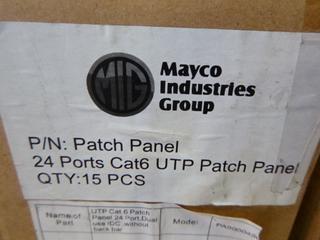 MIG
Mayco
Industries
Group
P/N: Patch Panel
24 Ports Cat6 UTP Patch Panel
QTY:15 PCS
Name of
Part
UTP Cat 6 Patch
Panel 24 Port,Dual
use IDC, without
back bar
Model: